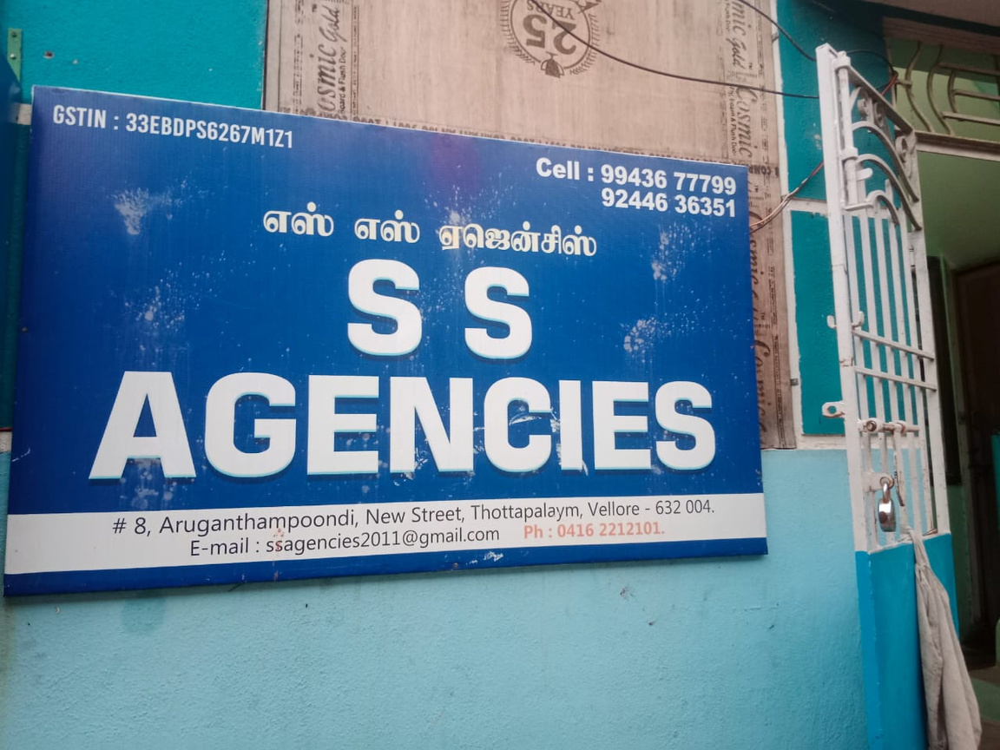 GSTIN : 33EBDPS6267M1Z1
Cell : 99436 77799
92446 36351
எஸ் எஸ் ஏஜென்சிஸ்
S S
AGENCIES
# 8, Aruganthampoondi, New Street, Thottapalaym, Vellore - 632 004.
E-mail : ssagencies2011@gmail.com Ph : 0416 2212101.
25
YEARS
Cosmic Gold